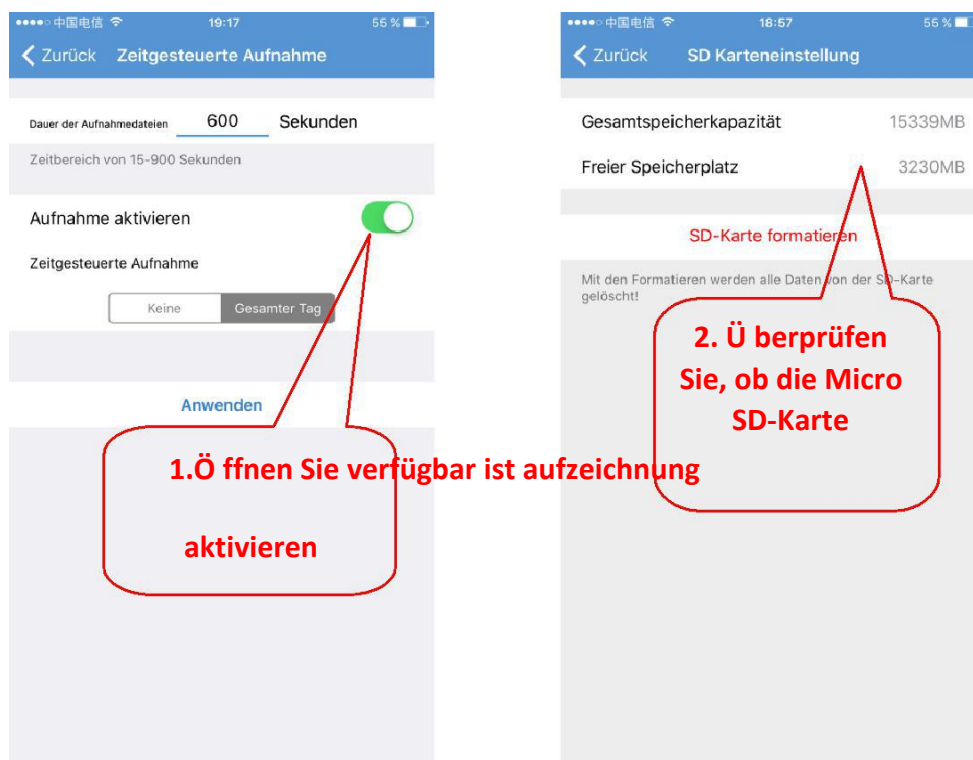 中国电信 19:17 55 %
Zurück Zeitgesteuerte Aufnahme
Dauer der Aufnahmedateien 600 Sekunden
Zeitbereich von 15-900 Sekunden
Aufnahme aktivieren
Zeitgesteuerte Aufnahme
Keine Gesamter Tag
Anwenden
1.Ö ffnen Sie verfügbar ist aufzeichnung
aktivieren
中国电信 18:57 55 %
Zurück SD Karteneinstellung
Gesamtspeicherkapazität 15339MB
Freier Speicherplatz 3230MB
SD-Karte formatieren
Mit den Formatieren werden alle Daten von der SD-Karte
gelöscht!
2. Ü berprüfen
Sie, ob die Micro
SD-Karte